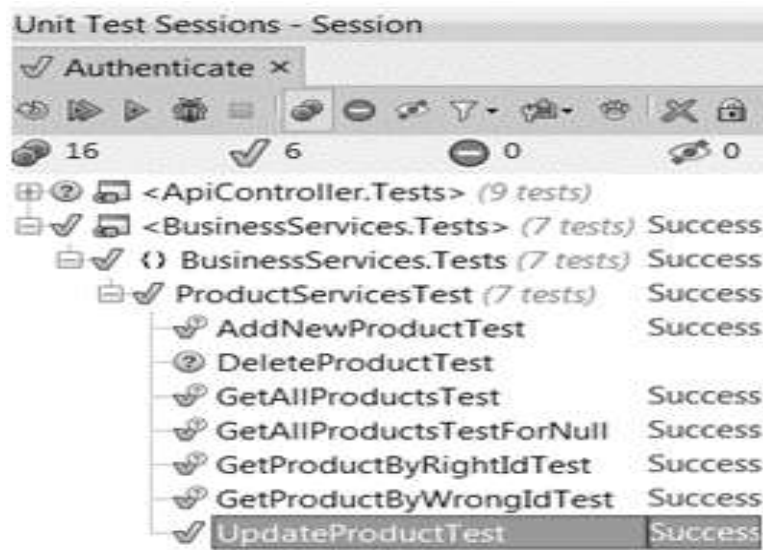 Unit Test Sessions - Session
Authenticate ×
16 6 0 0
<ApiController.Tests> (9 tests)
<BusinessServices.Tests> (7 tests) Success
() BusinessServices.Tests (7 tests) Success
ProductServicesTest (7 tests) Success
AddNewProductTest Success
DeleteProductTest
GetAllProductsTest Success
GetAllProductsTestForNull Success
GetProductByRightIdTest Success
GetProductByWrongIdTest Success
UpdateProductTest Success